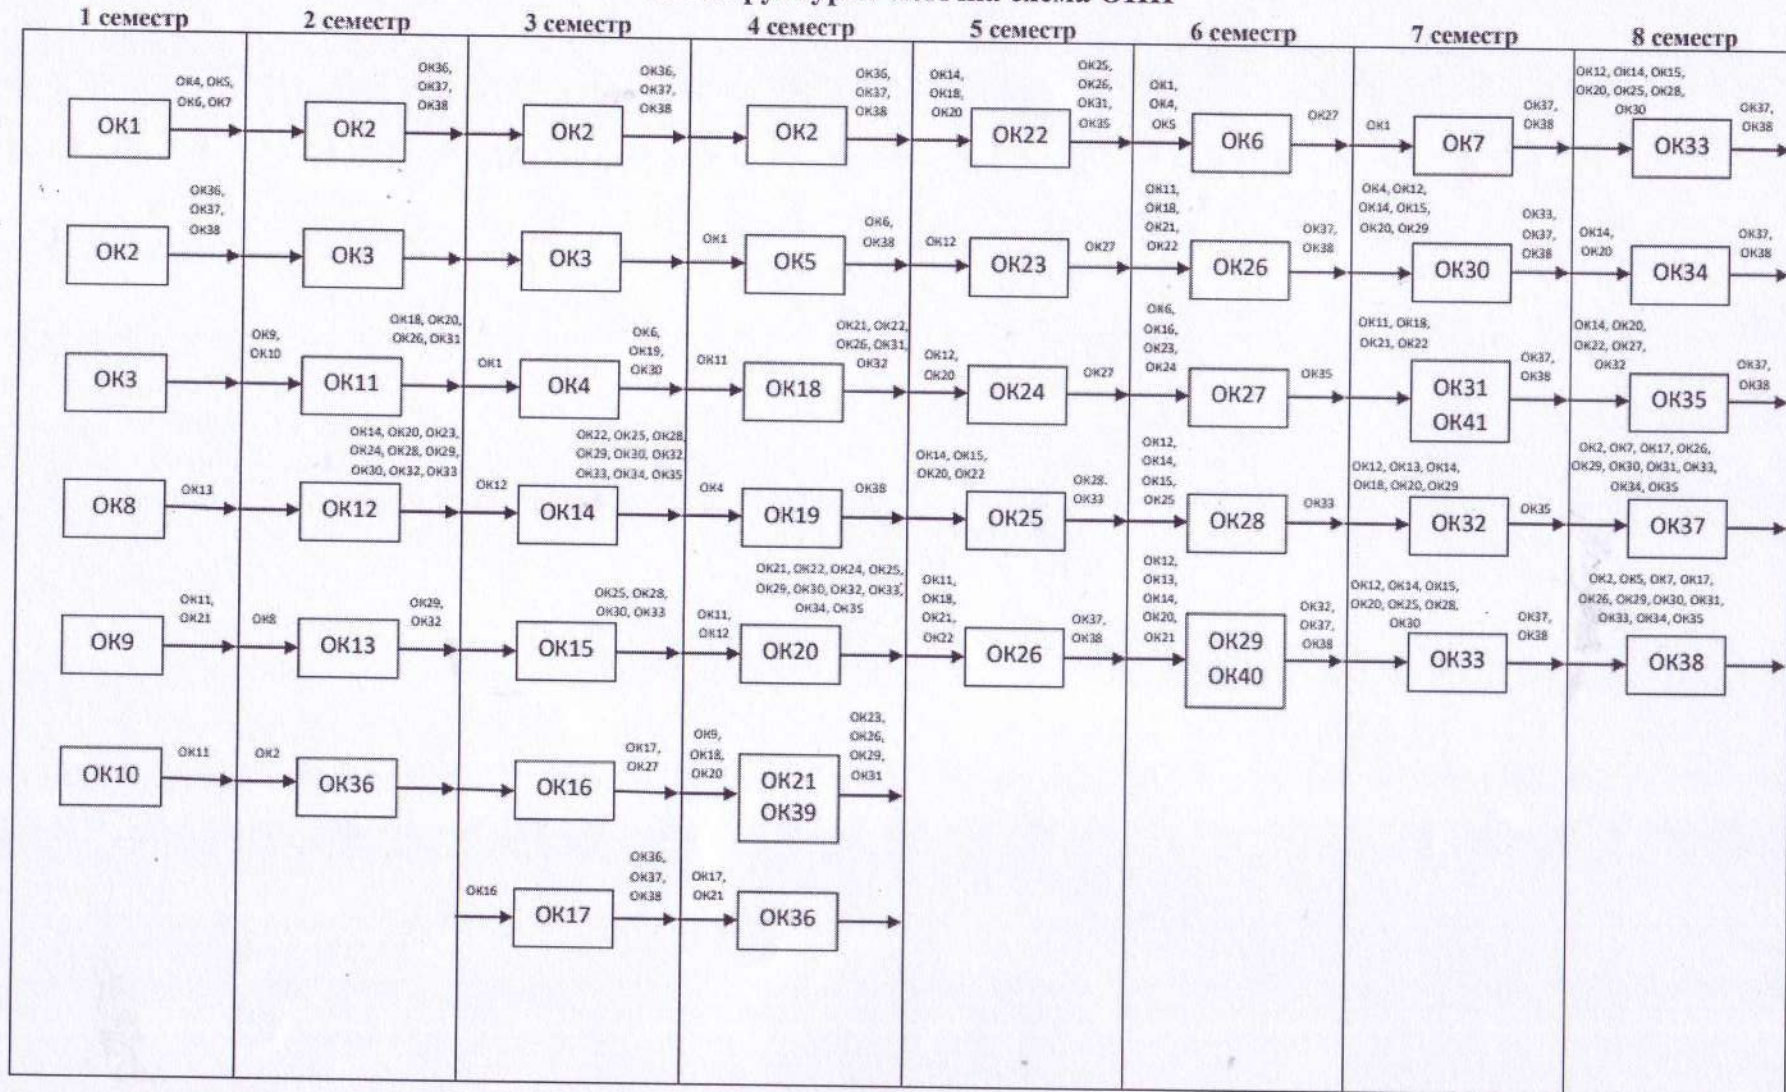 1 семестр
2 семестр
3 семестр
4 семестр
5 семестр
6 семестр
7 семестр
8 семестр
ОК4, ОК5,
ОК6, ОК7
ОК1
ОК36,
ОК37,
ОК38
ОК2
ОК36,
ОК37,
ОК38
ОК2
ОК36,
ОК37,
ОК38
ОК2
ОК14,
ОК18,
ОК20
ОК22
ОК25,
ОК26,
ОК31,
ОК35
ОК1,
ОК4,
ОК5
ОК6
ОК27
ОК1
ОК7
ОК37,
ОК38
ОК12, ОК14, ОК15,
ОК20, ОК25, ОК28,
ОК30
ОК33
ОК37,
ОК38
ОК36,
ОК37,
ОК38
ОК2
ОК3
ОК3
ОК1
ОК5
ОК6,
ОК38
ОК12
ОК23
ОК27
ОК11,
ОК18,
ОК21,
ОК22
ОК26
ОК37,
ОК38
ОК4, ОК12,
ОК14, ОК15,
ОК20, ОК29
ОК30
ОК33,
ОК37,
ОК38
ОК14,
ОК20
ОК34
ОК37,
ОК38
ОК3
ОК9,
ОК10
ОК11
ОК18, ОК20,
ОК26, ОК31
ОК1
ОК4
ОК6,
ОК19,
ОК30
ОК11
ОК18
ОК21, ОК22,
ОК26, ОК31,
ОК32
ОК12,
ОК20
ОК24
ОК27
ОК6,
ОК16,
ОК23,
ОК24
ОК27
ОК35
ОК11, ОК18,
ОК21, ОК22
ОК31
ОК41
ОК37,
ОК38
ОК14, ОК20,
ОК22, ОК27,
ОК32
ОК35
ОК37,
ОК38
ОК8
ОК13
ОК14, ОК20, ОК23,
ОК24, ОК28, ОК29,
ОК30, ОК32, ОК33
ОК12
ОК12
ОК22, ОК25, ОК28,
ОК29, ОК30, ОК32
ОК33, ОК34, ОК35
ОК14
ОК4
ОК19
ОК38
ОК14, ОК15,
ОК20, ОК22
ОК25
ОК28.
ОК33
ОК12,
ОК14,
ОК15,
ОК25
ОК28
ОК33
ОК12, ОК13, ОК14,
ОК18, ОК20, ОК29
ОК32
ОК35
ОК2, ОК7, ОК17, ОК26,
ОК29, ОК30, ОК31, ОК33,
ОК34, ОК35
ОК37
ОК9
ОК11,
ОК21
ОК8
ОК13
ОК29,
ОК32
ОК15
ОК25, ОК28,
ОК30, ОК33
ОК11,
ОК12
ОК21, ОК22, ОК24, ОК25,
ОК29, ОК30, ОК32, ОК33,
ОК34, ОК35
ОК20
ОК11,
ОК18,
ОК21,
ОК22
ОК26
ОК37,
ОК38
ОК12,
ОК13,
ОК14,
ОК20,
ОК21
ОК29
ОК40
ОК32,
ОК37,
ОК38
ОК12, ОК14, ОК15,
ОК20, ОК25, ОК28,
ОК30
ОК33
ОК37,
ОК38
ОК2, ОК5, ОК7, ОК17,
ОК26, ОК29, ОК30, ОК31,
ОК33, ОК34, ОК35
ОК38
ОК10
ОК11
ОК2
ОК36
ОК16
ОК17,
ОК27
ОК9,
ОК18,
ОК20
ОК21
ОК39
ОК23,
ОК26,
ОК29,
ОК31
ОК16
ОК17
ОК36,
ОК37,
ОК38
ОК17,
ОК21
ОК36